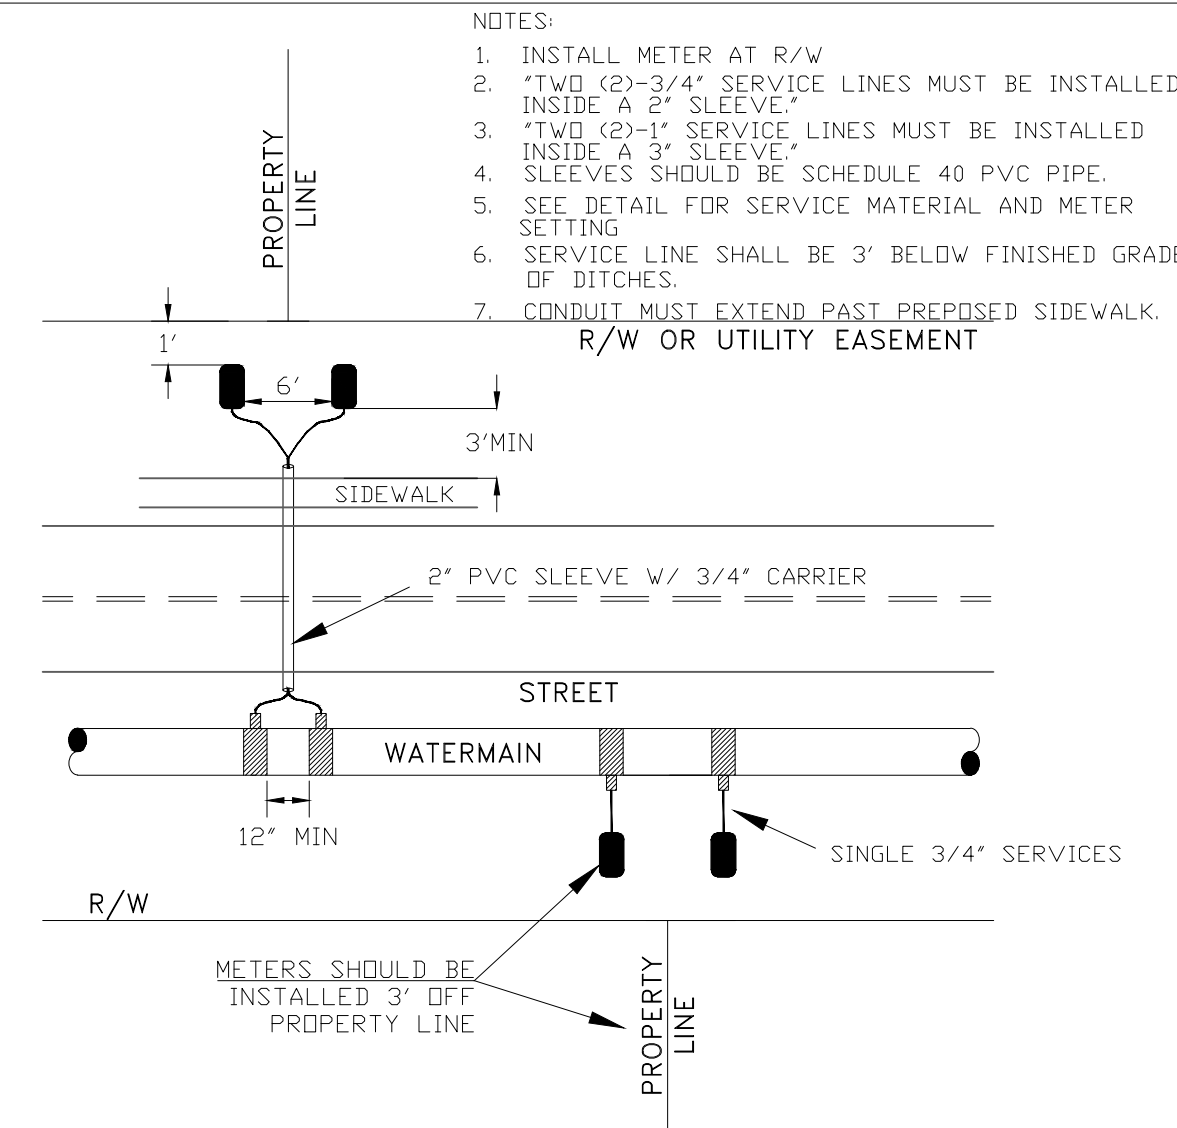 NOTES:
1. INSTALL METER AT R/W
2. "TWO (2)-3/4" SERVICE LINES MUST BE INSTALLED
INSIDE A 2" SLEEVE."
3. "TWO (2)-1" SERVICE LINES MUST BE INSTALLED
INSIDE A 3" SLEEVE."
4. SLEEVES SHOULD BE SCHEDULE 40 PVC PIPE.
5. SEE DETAIL FOR SERVICE MATERIAL AND METER
SETTING
6. SERVICE LINE SHALL BE 3' BELOW FINISHED GRADE
OF DITCHES.
7. CONDUIT MUST EXTEND PAST PREPOSED SIDEWALK.
PROPERTY
LINE
R/W OR UTILITY EASEMENT
1'
6'
3'MIN
SIDEWALK
2" PVC SLEEVE W/ 3/4" CARRIER
STREET
WATERMAIN
12" MIN
SINGLE 3/4" SERVICES
R/W
METERS SHOULD BE
INSTALLED 3' OFF
PROPERTY LINE
PROPERTY
LINE